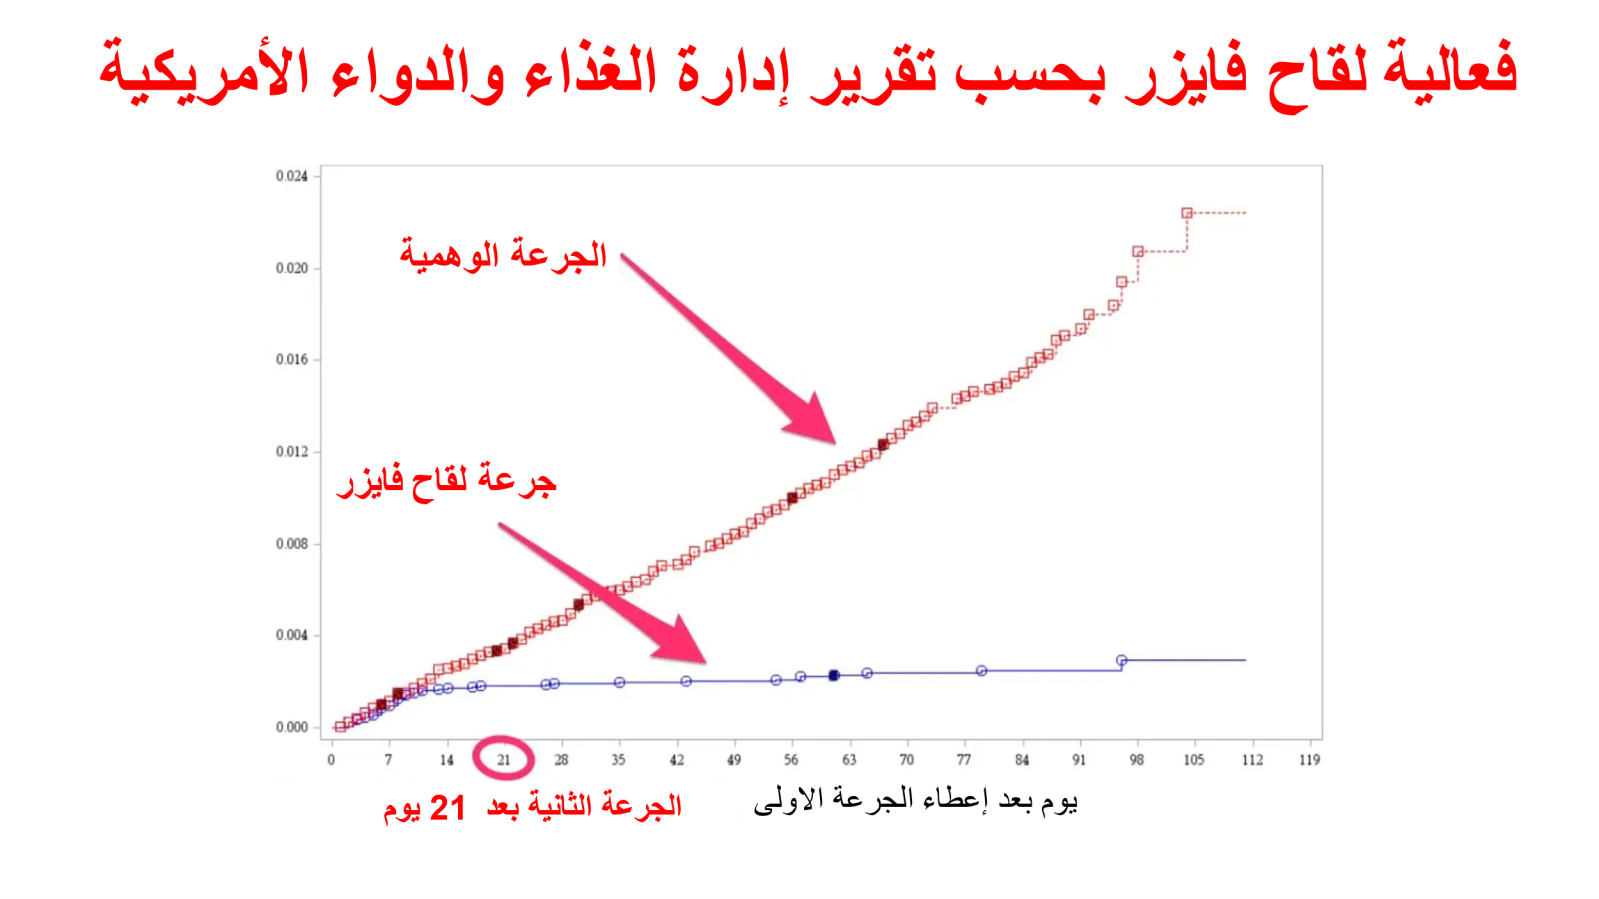 فعالية لقاح فايزر بحسب تقرير إدارة الغذاء والدواء الأمريكية
0.024
الجرعة الوهمية
0.020
0.016
0.012
جرعة لقاح فايزر
0.008
0.004
0.000
0 7 14 21 28 35 42 49 56 63 70 77 84 91 98 105 112 119
يوم بعد إعطاء الجرعة الاولى
الجرعة الثانية بعد 21 يوم